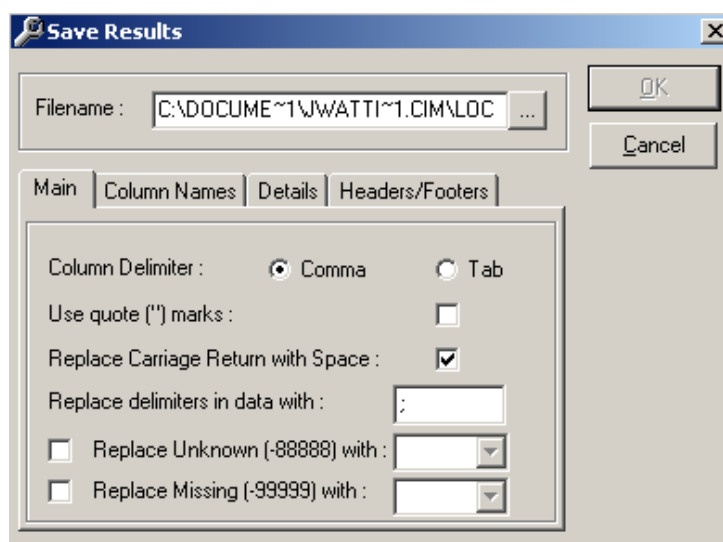 Save Results
Filename : C:\DOCUME~1\JWATTI~1.CIM\LOC ...
OK
Cancel
Main Column Names Details Headers/Footers
Column Delimiter : Comma Tab
Use quote (") marks :
Replace Carriage Return with Space :
Replace delimiters in data with : ;
Replace Unknown (-88888) with :
Replace Missing (-99999) with :